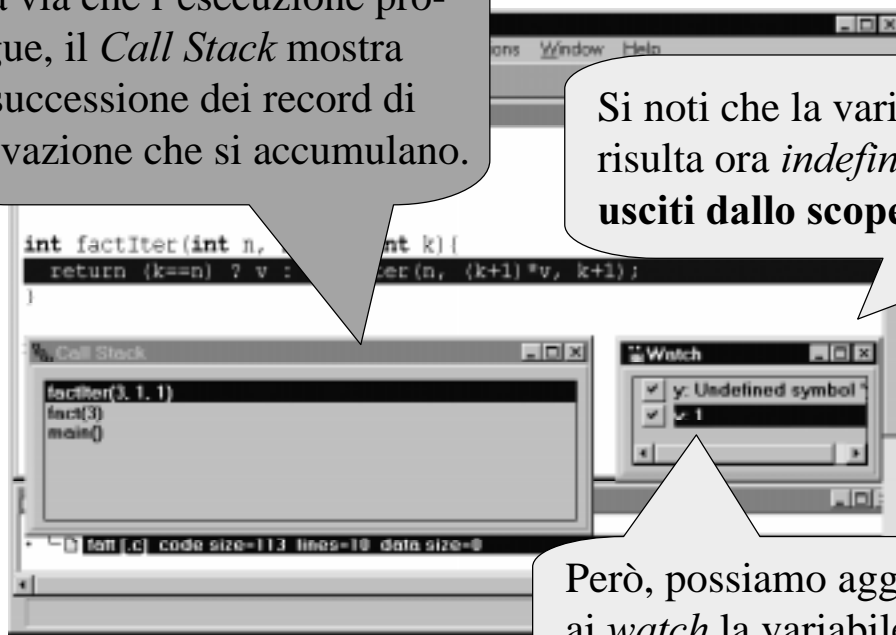 via che l'esecuzione pro-
gue, il Call Stack mostra
successione dei record di
vazione che si accumulano.
ons Window Help
Si noti che la vari
risulta ora indefin
usciti dallo scope
int factIter(int n, nt k){
return (k==n) ? v : ter(n, (k+1)*v, k+1);
}
Call Stack
factIter(3, 1, 1)
fact(3)
main()
Watch
y: Undefined symbol '
v: 1
fatt [.c] code size=113 lines=10 data size=0
Però, possiamo agg
ai watch la variabile